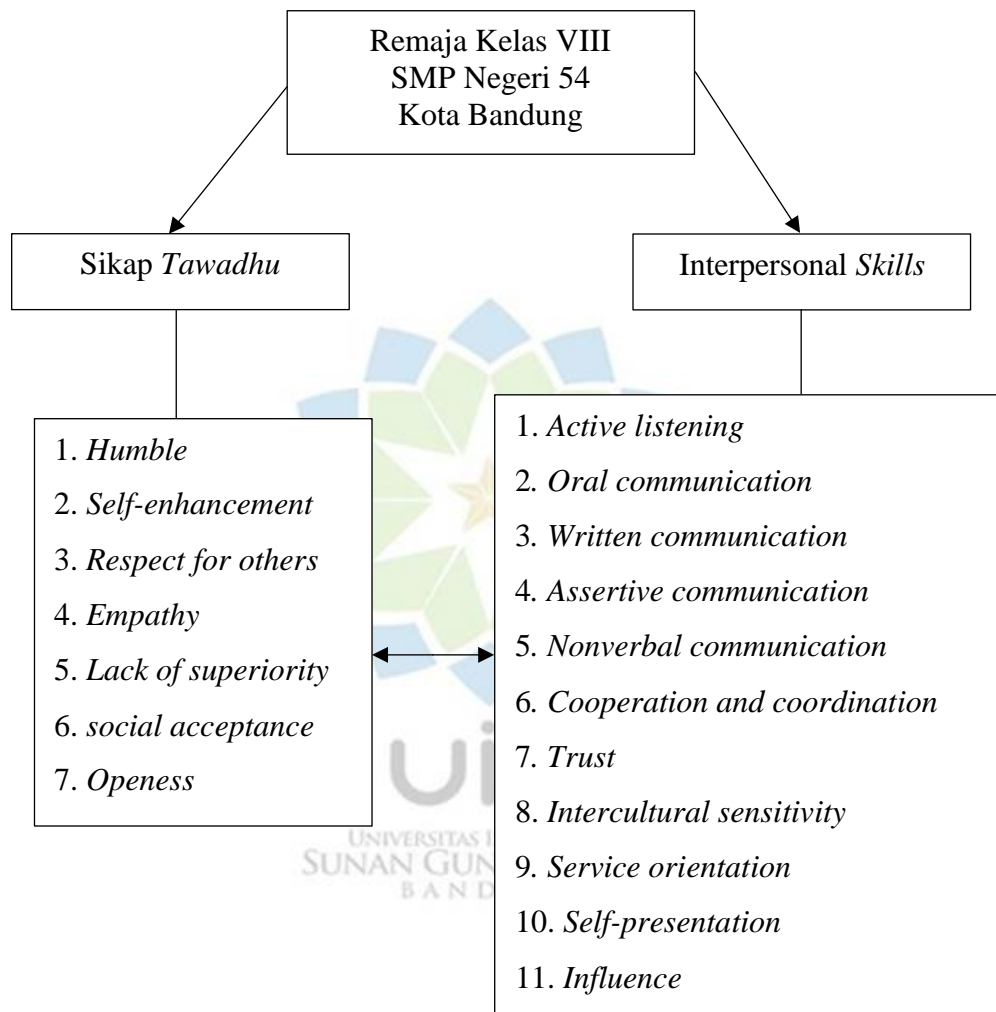 Remaja Kelas VIII
SMP Negeri 54
Kota Bandung
Sikap Tawadhu
Interpersonal Skills
1. Humble
2. Self-enhancement
3. Respect for others
4. Empathy
5. Lack of superiority
6. social acceptance
7. Openess
1. Active listening
2. Oral communication
3. Written communication
4. Assertive communication
5. Nonverbal communication
6. Cooperation and coordination
7. Trust
8. Intercultural sensitivity
9. Service orientation
10. Self-presentation
11. Influence
UNIVERSITAS
SUNAN